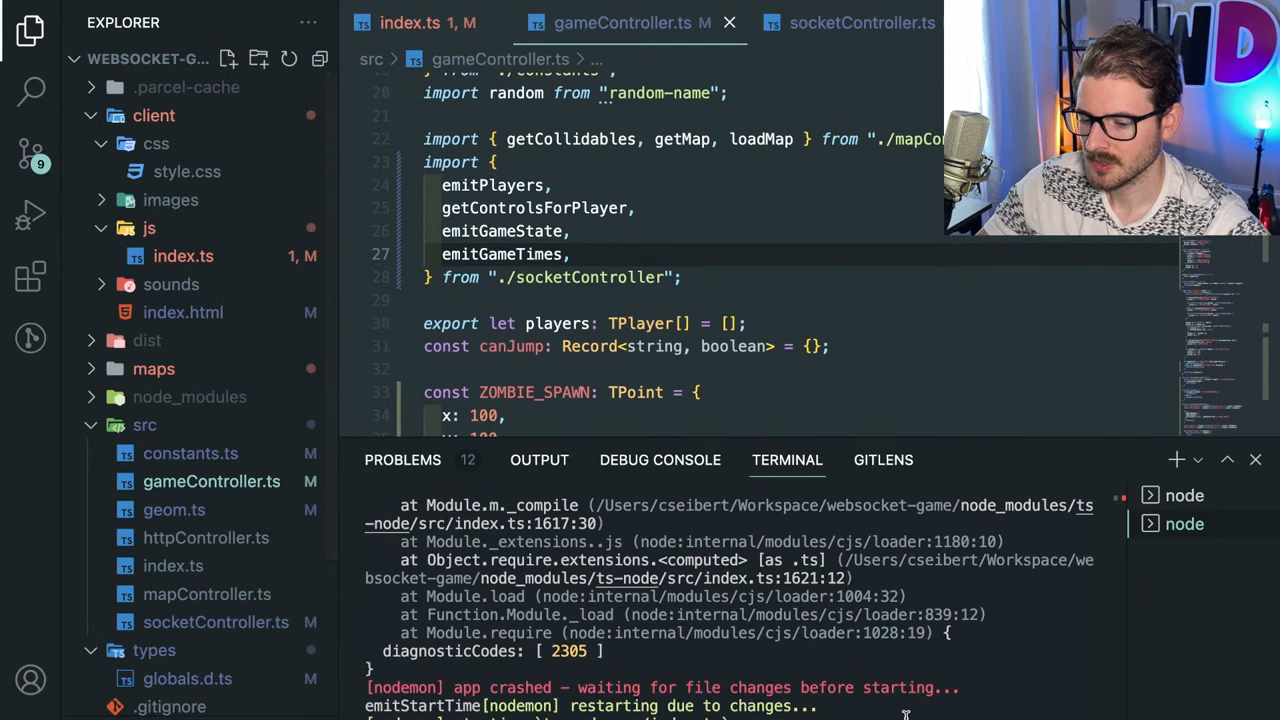 EXPLORER
WEBSOCKET-G...
.parcel-cache
client
css
style.css
images
js
index.ts 1, M
sounds
index.html M
dist
maps
node_modules
src
constants.ts M
gameController.ts M
geom.ts M
httpController.ts
index.ts M
mapController.ts
socketController.ts M
types
globals.d.ts M
.gitignore
9
index.ts 1, M
gameController.ts M
socketController.ts
src > gameController.ts > ...
20 import random from "random-name";
21
22 import { getCollidables, getMap, loadMap } from "./mapCo
23 import {
24 emitPlayers,
25 getControlsForPlayer,
26 emitGameState,
27 emitGameTimes,
28 } from "./socketController";
29
30 export let players: TPlayer[] = [];
31 const canJump: Record<string, boolean> = {};
32
33 const ZOMBIE_SPAWN: TPoint = {
34 x: 100,
PROBLEMS 12 OUTPUT DEBUG CONSOLE TERMINAL GITLENS
at Module.m._compile (/Users/cseibert/Workspace/websocket-game/node_modules/ts
-node/src/index.ts:1617:30)
at Module._extensions..js (node:internal/modules/cjs/loader:1180:10)
at Object.require.extensions.<computed> [as .ts] (/Users/cseibert/Workspace/we
bsocket-game/node_modules/ts-node/src/index.ts:1621:12)
at Module.load (node:internal/modules/cjs/loader:1004:32)
at Function.Module._load (node:internal/modules/cjs/loader:839:12)
at Module.require (node:internal/modules/cjs/loader:1028:19) {
diagnosticCodes: [ 2305 ]
}
[nodemon] app crashed - waiting for file changes before starting...
emitStartTime[nodemon] restarting due to changes...
node
node